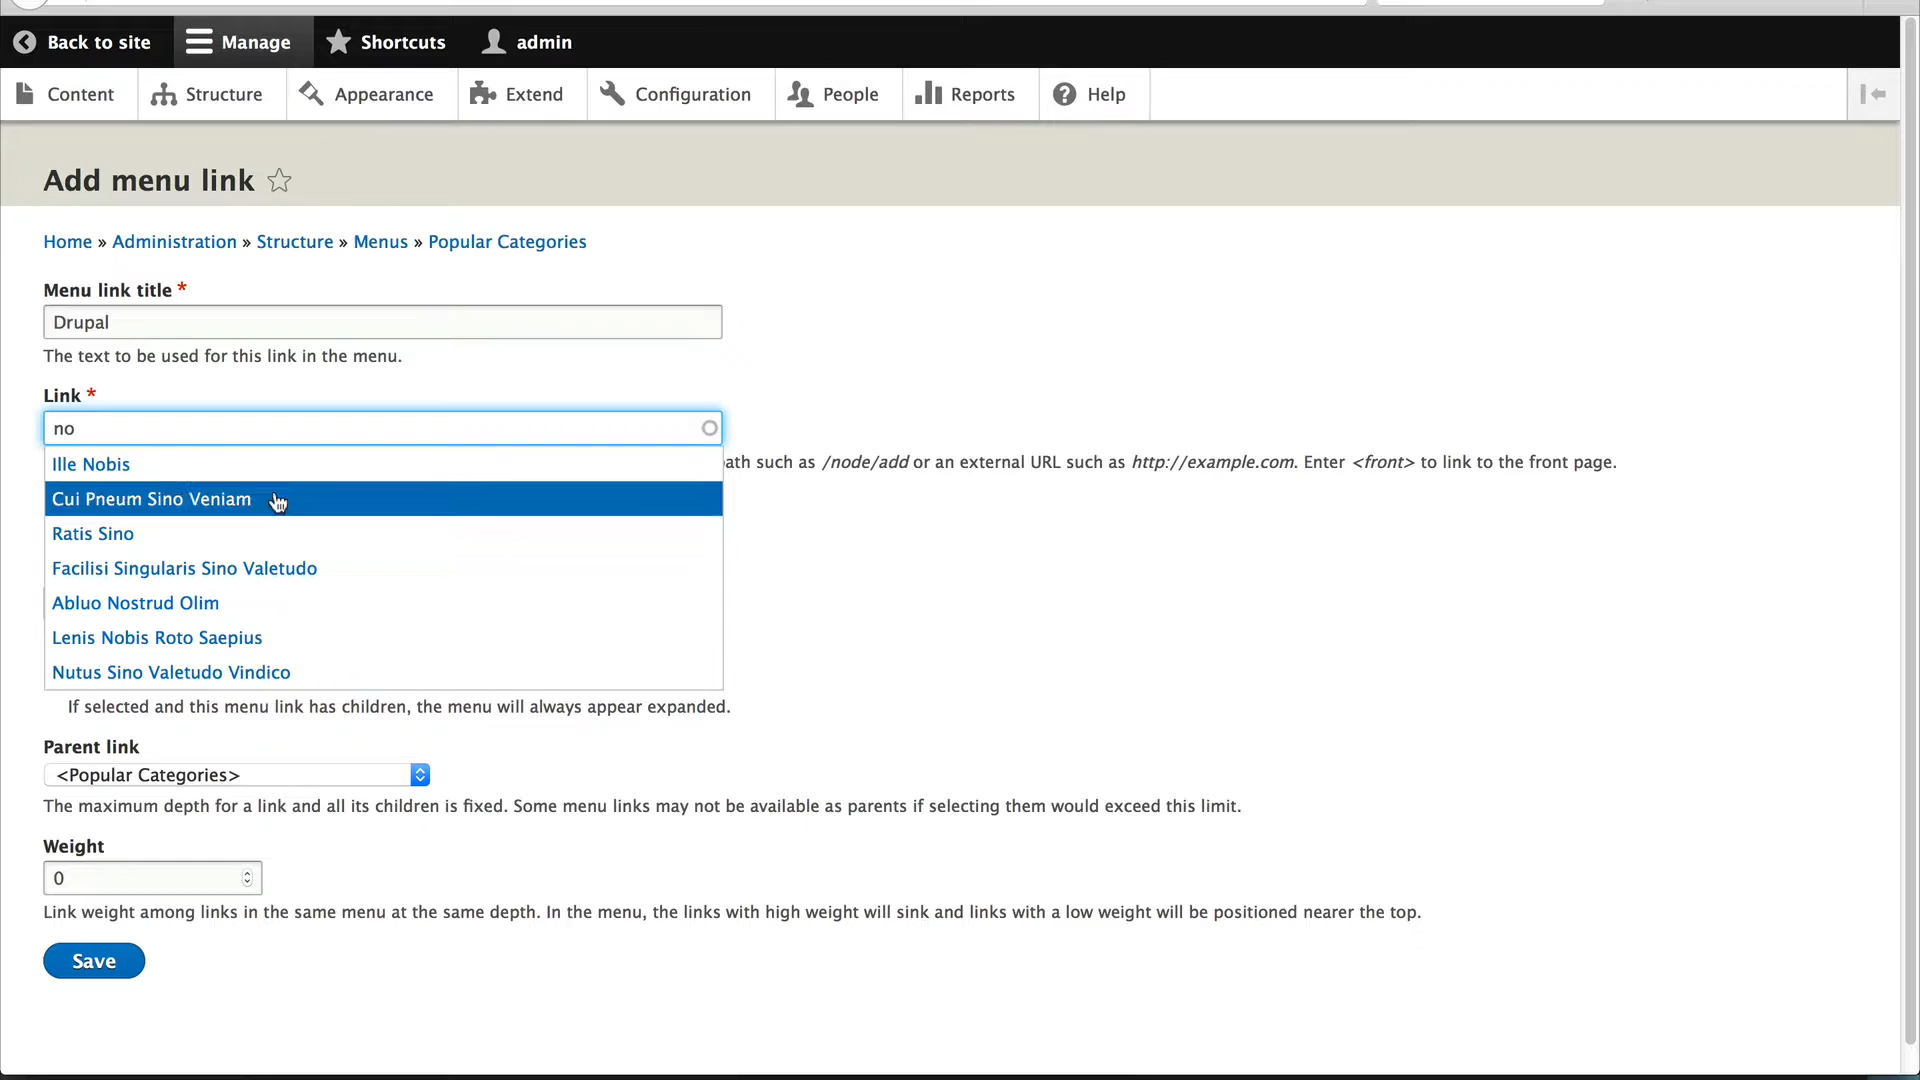 Back to site Manage Shortcuts admin
Content Structure Appearance Extend Configuration People Reports Help
Add menu link
Home » Administration » Structure » Menus » Popular Categories
Menu link title *
Drupal
The text to be used for this link in the menu.
Link *
no
Ille Nobis
such as /node/add or an external URL such as http://example.com. Enter <front> to link to the front page.
Cui Pneum Sino Veniam
Ratis Sino
Facilisi Singularis Sino Valetudo
Abluo Nostrud Olim
Lenis Nobis Roto Saepius
Nutus Sino Valetudo Vindico
If selected and this menu link has children, the menu will always appear expanded.
Parent link
<Popular Categories>
The maximum depth for a link and all its children is fixed. Some menu links may not be available as parents if selecting them would exceed this limit.
Weight
0
Link weight among links in the same menu at the same depth. In the menu, the links with high weight will sink and links with a low weight will be positioned nearer the top.
Save